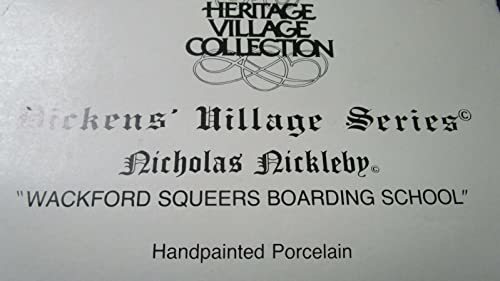 HERITAGE
VILLAGE
COLLECTION
Dickens' Village Series©
Nicholas Nickleby©
"WACKFORD SQUEERS BOARDING SCHOOL"
Handpainted Porcelain